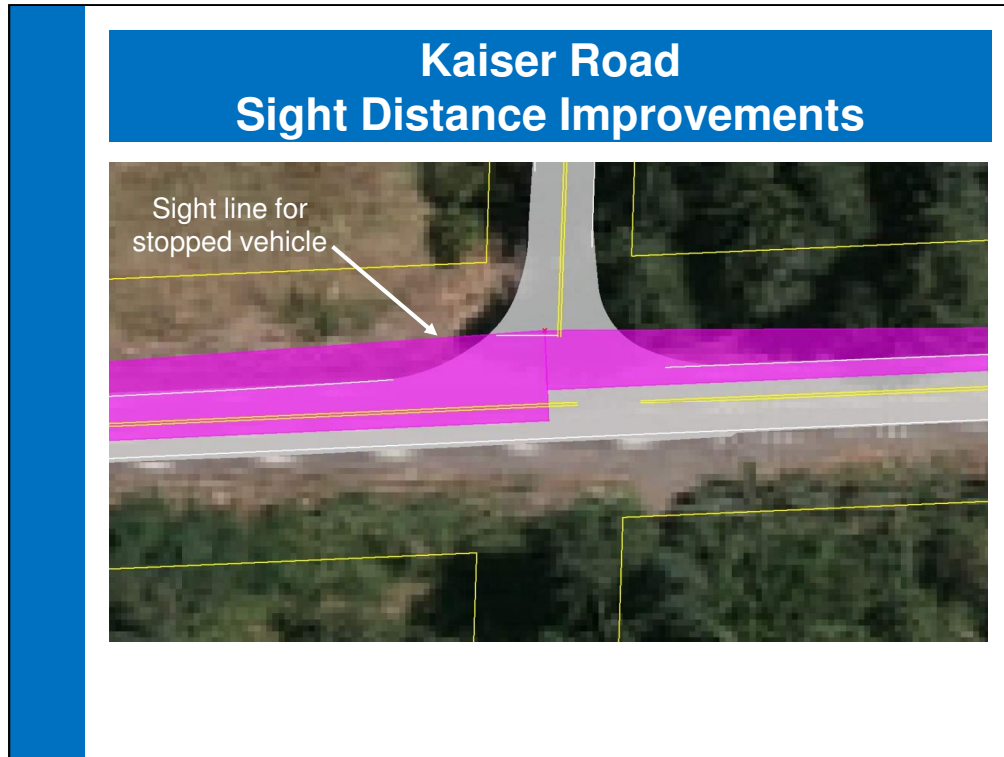 Kaiser Road
Sight Distance Improvements
Sight line for
stopped vehicle